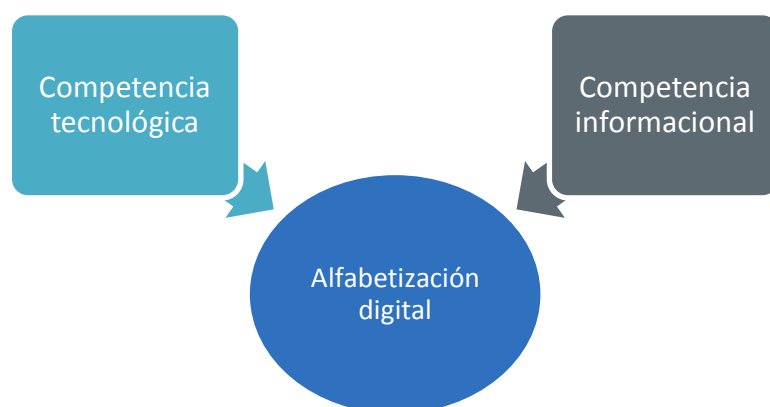 Competencia
tecnológica
Competencia
informacional
Alfabetización
digital